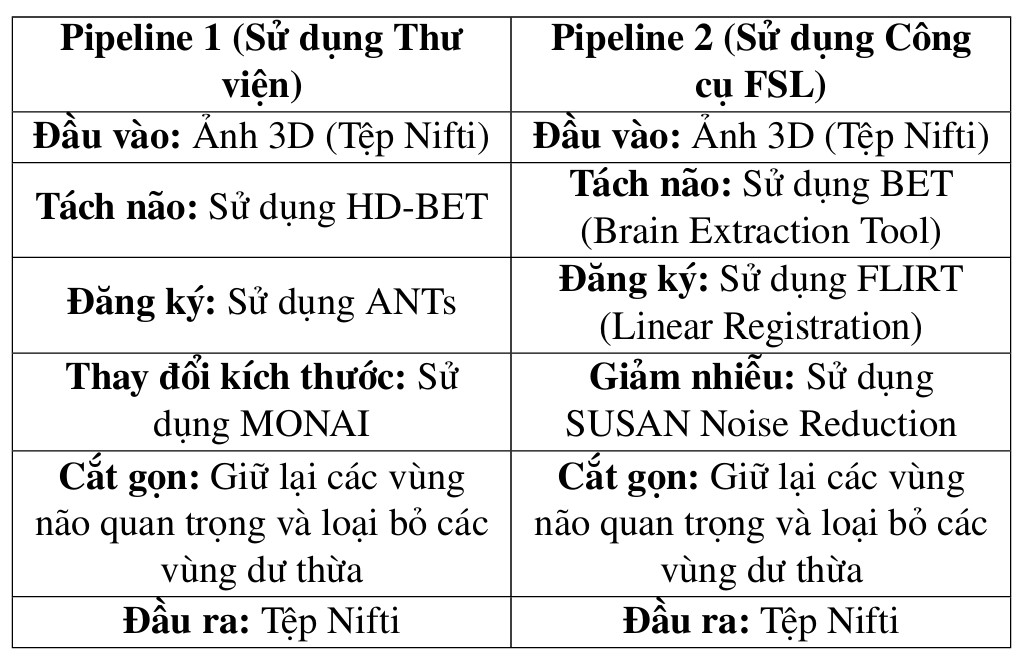 Pipeline 1 (Sử dụng Thư
viện)
Pipeline 2 (Sử dụng Công
cụ FSL)
Đầu vào: Ảnh 3D (Tệp Nifti)
Đầu vào: Ảnh 3D (Tệp Nifti)
Tách não: Sử dụng HD-BET
Tách não: Sử dụng BET
(Brain Extraction Tool)
Đăng ký: Sử dụng ANTs
Đăng ký: Sử dụng FLIRT
(Linear Registration)
Thay đổi kích thước: Sử
dụng MONAI
Giảm nhiễu: Sử dụng
SUSAN Noise Reduction
Cắt gọn: Giữ lại các vùng
não quan trọng và loại bỏ các
vùng dư thừa
Cắt gọn: Giữ lại các vùng
não quan trọng và loại bỏ các
vùng dư thừa
Đầu ra: Tệp Nifti
Đầu ra: Tệp Nifti